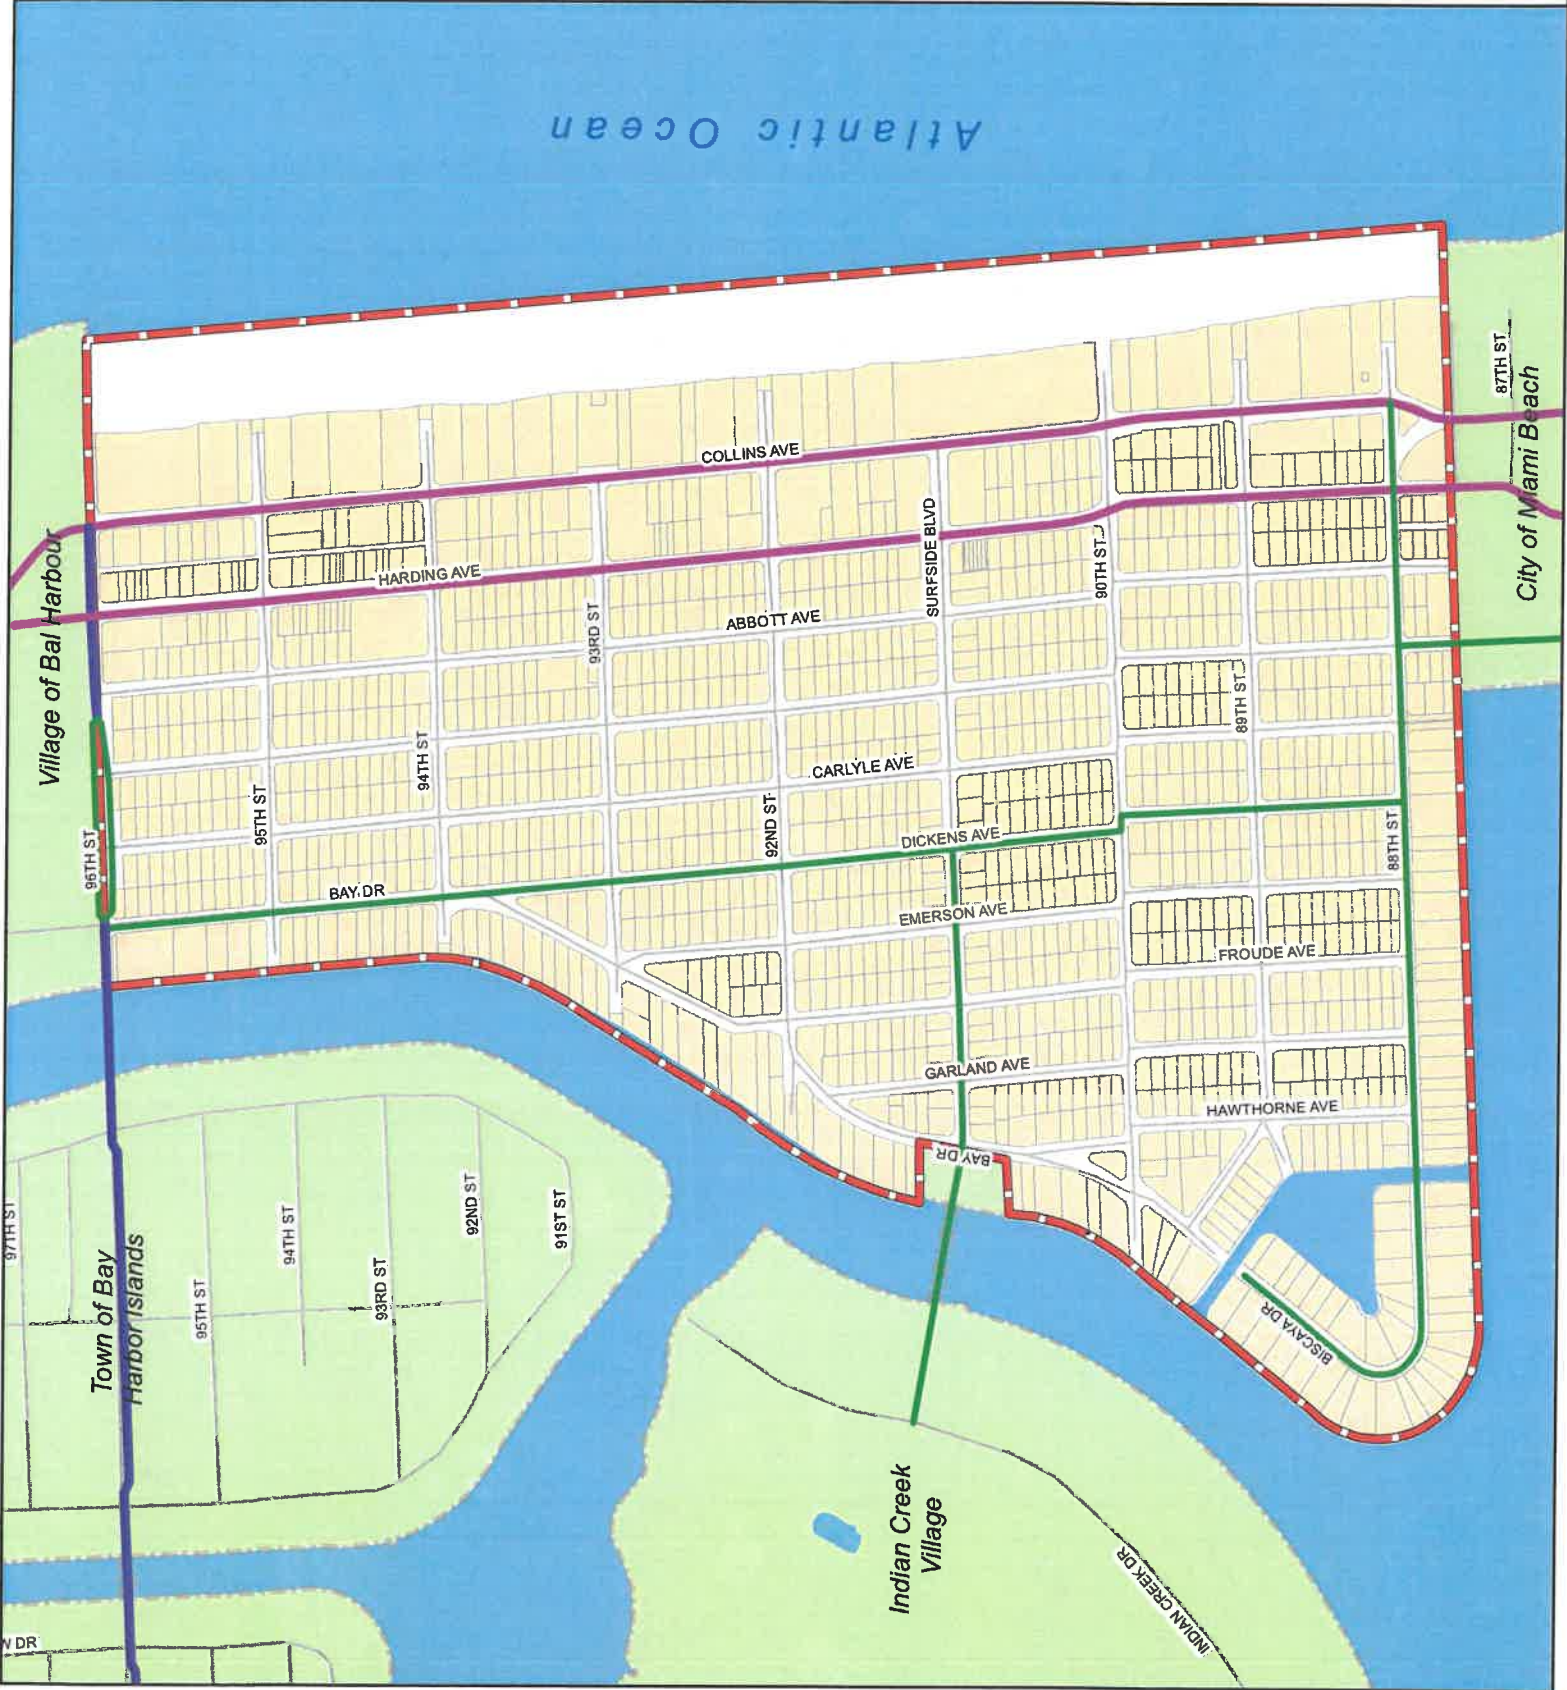 Atlantic Ocean
Village of Bal Harbour
City of Miami Beach
87TH ST
COLLINS AVE
HARDING AVE
SURFSIDE BLVD
90TH ST
ABBOTT AVE
93RD ST
89TH ST
94TH ST
95TH ST
CARLYLE AVE
92ND ST
96TH ST
DICKENS AVE
88TH ST
BAY DR
EMERSON AVE
FROUDE AVE
GARLAND AVE
HAWTHORNE AVE
BAY DR
BISCAYA DR
97TH ST
95TH ST
94TH ST
93RD ST
92ND ST
91ST ST
Town of Bay
Harbor Islands
Indian Creek
Village
INDIAN CREEK DR
DR